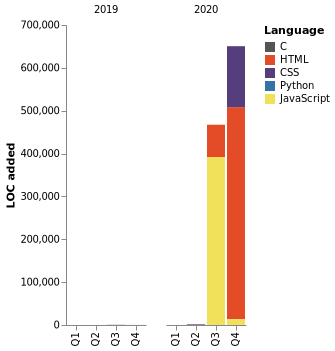 2019 2020
Language
C
HTML
CSS
Python
JavaScript
LOC added
700,000
600,000
500,000
400,000
300,000
200,000
100,000
0
Q1 Q2 Q3 Q4 Q1 Q2 Q3 Q4